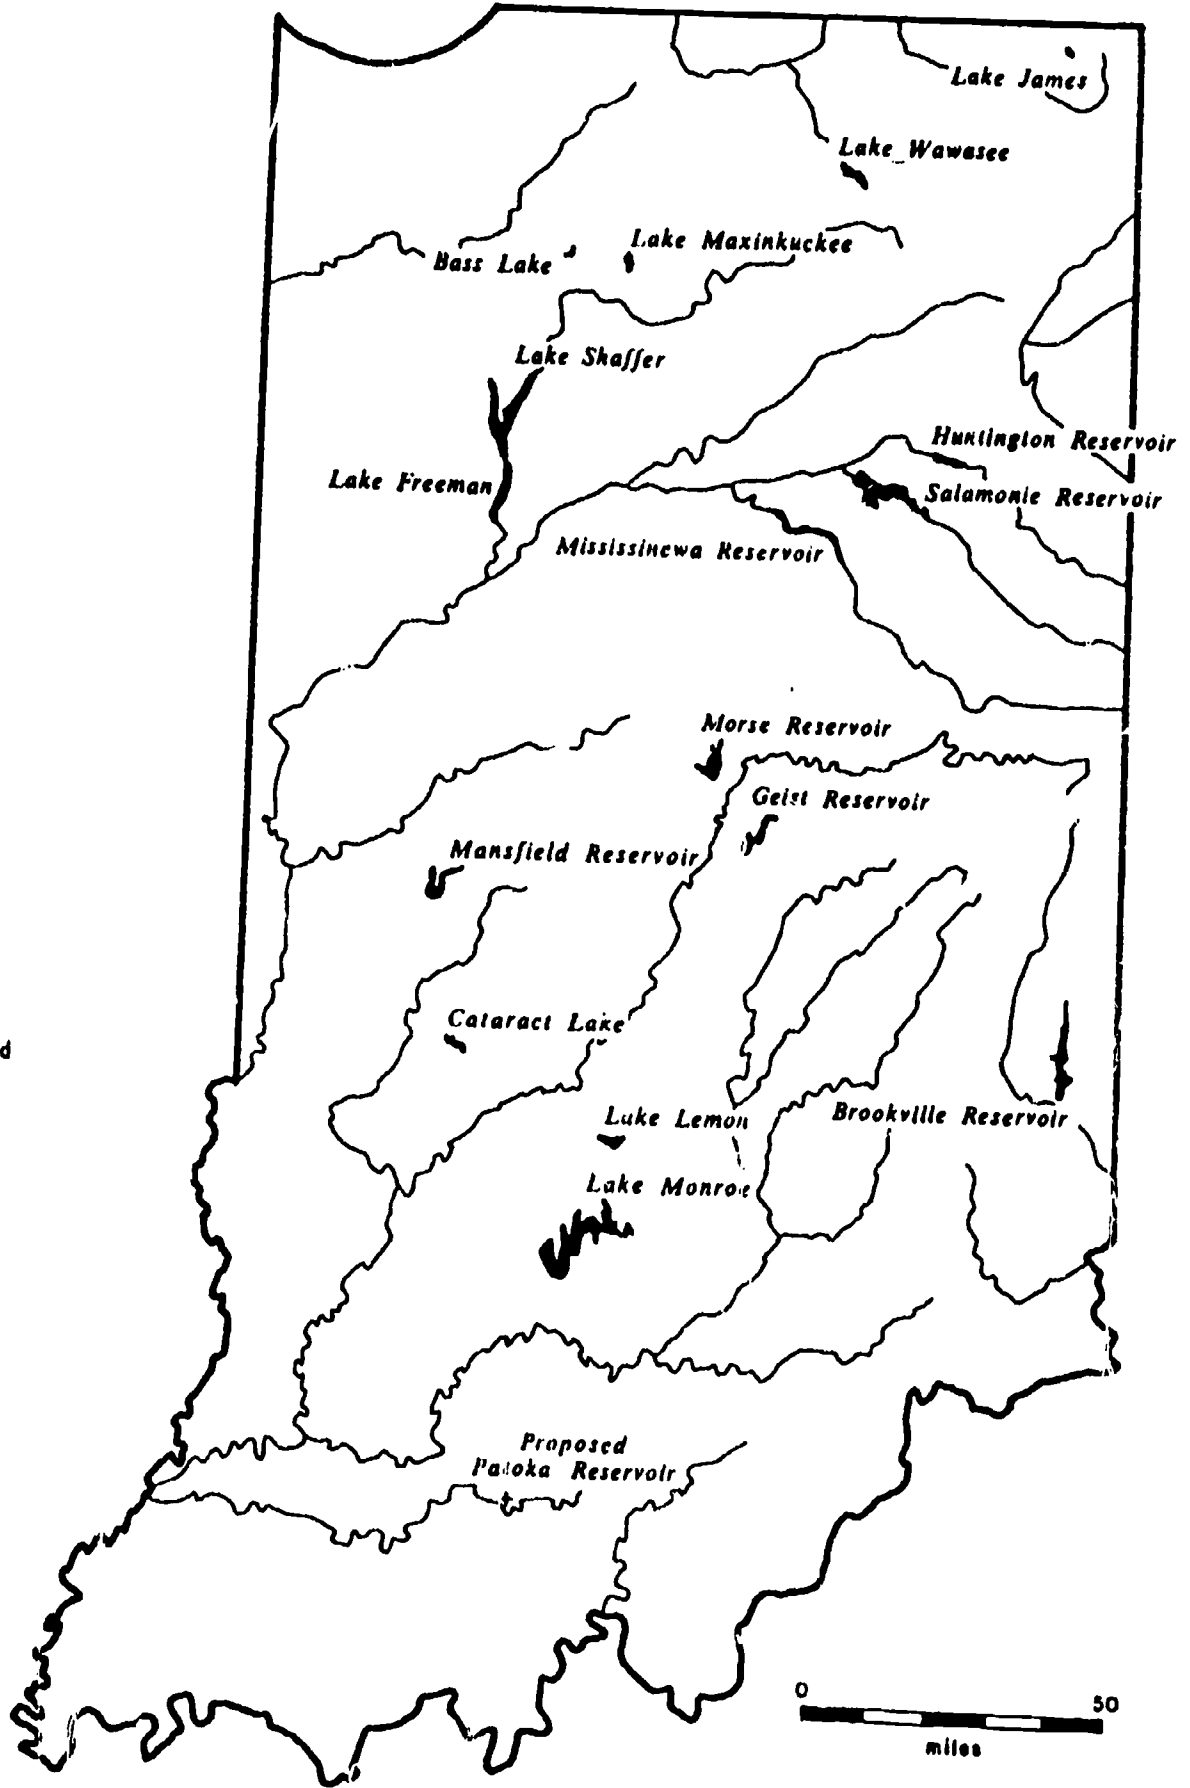 Lake James
Lake Wawasee
Lake Maxinkuckee
Bass Lake
Lake Shaffer
Huntington Reservoir
Lake Freeman
Salamonie Reservoir
Mississinewa Reservoir
Morse Reservoir
Geist Reservoir
Mansfield Reservoir
Cataract Lake
d
Lake Lemon
Brookville Reservoir
Lake Monroe
Proposed
Patoka Reservoir
0 50
miles